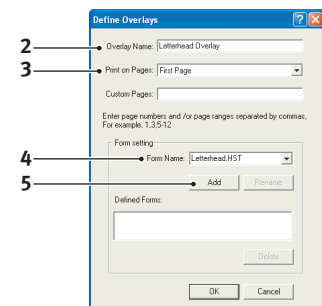 Define Overlays
2 Overlay Name: Letterhead Overlay
3 Print on Pages: First Page
Custom Pages:
Enter page numbers and /or page ranges separated by commas,
For example, 1,3,5-12
Form setting
4 Form Name: Letterhead.HST
5 Add Rename
Defined Forms:
Delete
OK Cancel